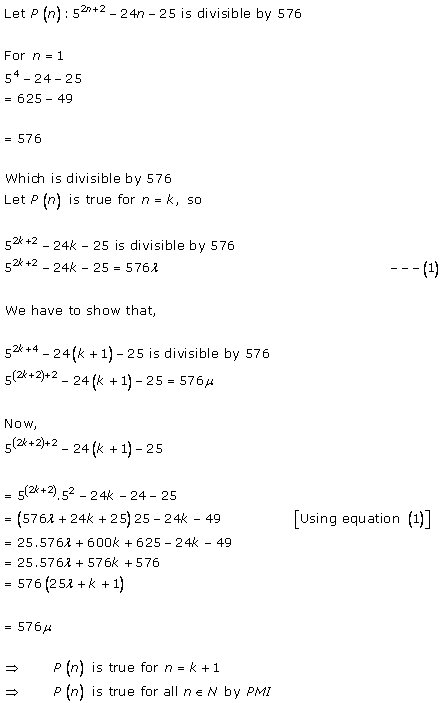 Let P(n) : 5^{2n+2} − 24n − 25 is divisible by 576
For n = 1
5^4 − 24 − 25
= 625 − 49
= 576
Which is divisible by 576
Let P(n) is true for n = k, so
5^{2k+2} − 24k − 25 is divisible by 576
5^{2k+2} − 24k − 25 = 576λ − − − (1)
We have to show that,
5^{2k+4} − 24(k + 1) − 25 is divisible by 576
5^{(2k+2)+2} − 24(k + 1) − 25 = 576μ
Now,
5^{(2k+2)+2} − 24(k + 1) − 25
= 5^{(2k+2)}.5^2 − 24k − 24 − 25
= (576λ + 24k + 25)25 − 24k − 49 [Using equation (1)]
= 25.576λ + 600k + 625 − 24k − 49
= 25.576λ + 576k + 576
= 576(25λ + k + 1)
= 576μ
⇒ P(n) is true for n = k + 1
⇒ P(n) is true for all n ∈ N by PMI